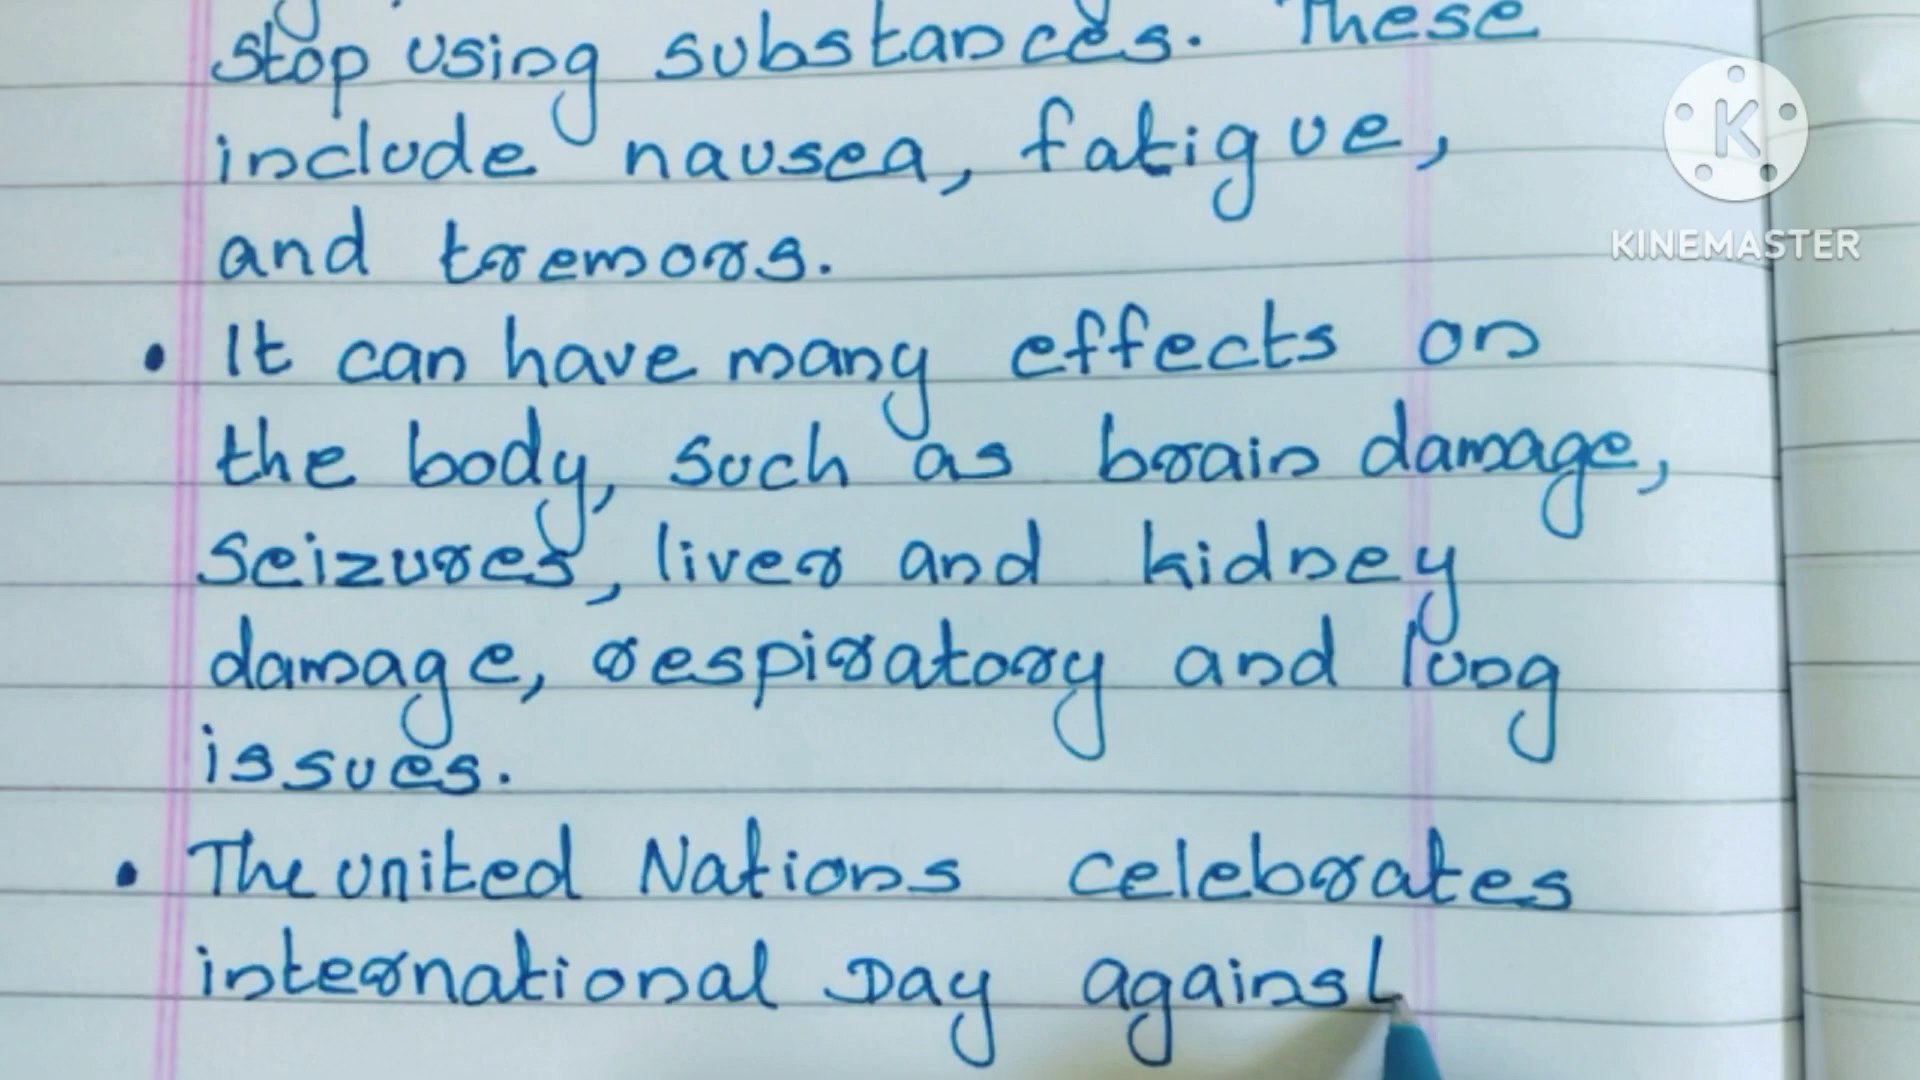 stop using substances. These
include nausea, fatigue,
and tremors.
• It can have many effects on
the body, such as brain damage,
seizures, liver and kidney
damage, respiratory and lung
issues.
• The united Nations celebrates
international Day against
K
KINEMASTER